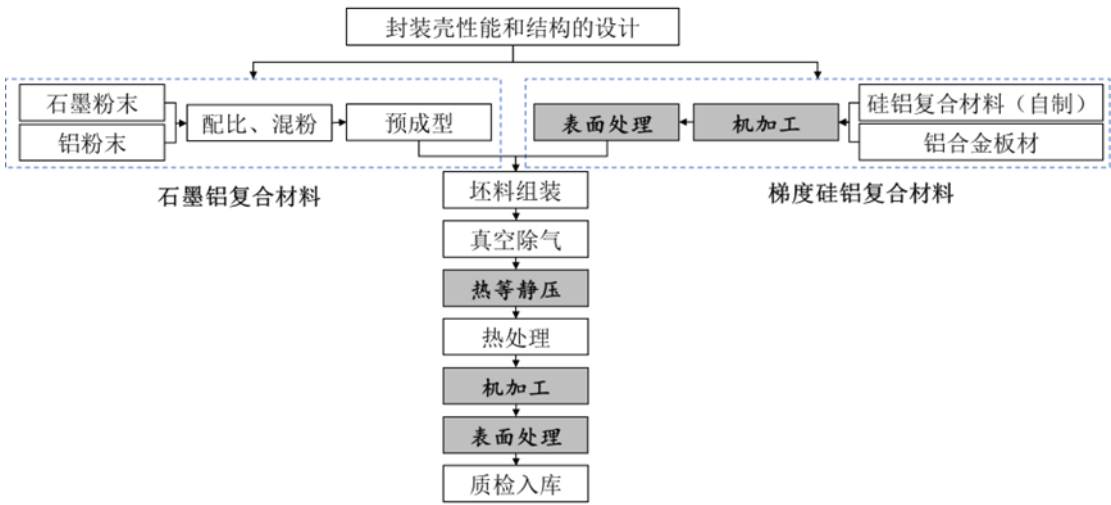 封装壳性能和结构的设计
石墨粉末
铝粉末
配比、混粉
预成型
石墨铝复合材料
表面处理
机加工
硅铝复合材料（自制）
铝合金板材
梯度硅铝复合材料
坯料组装
真空除气
热等静压
热处理
机加工
表面处理
质检入库